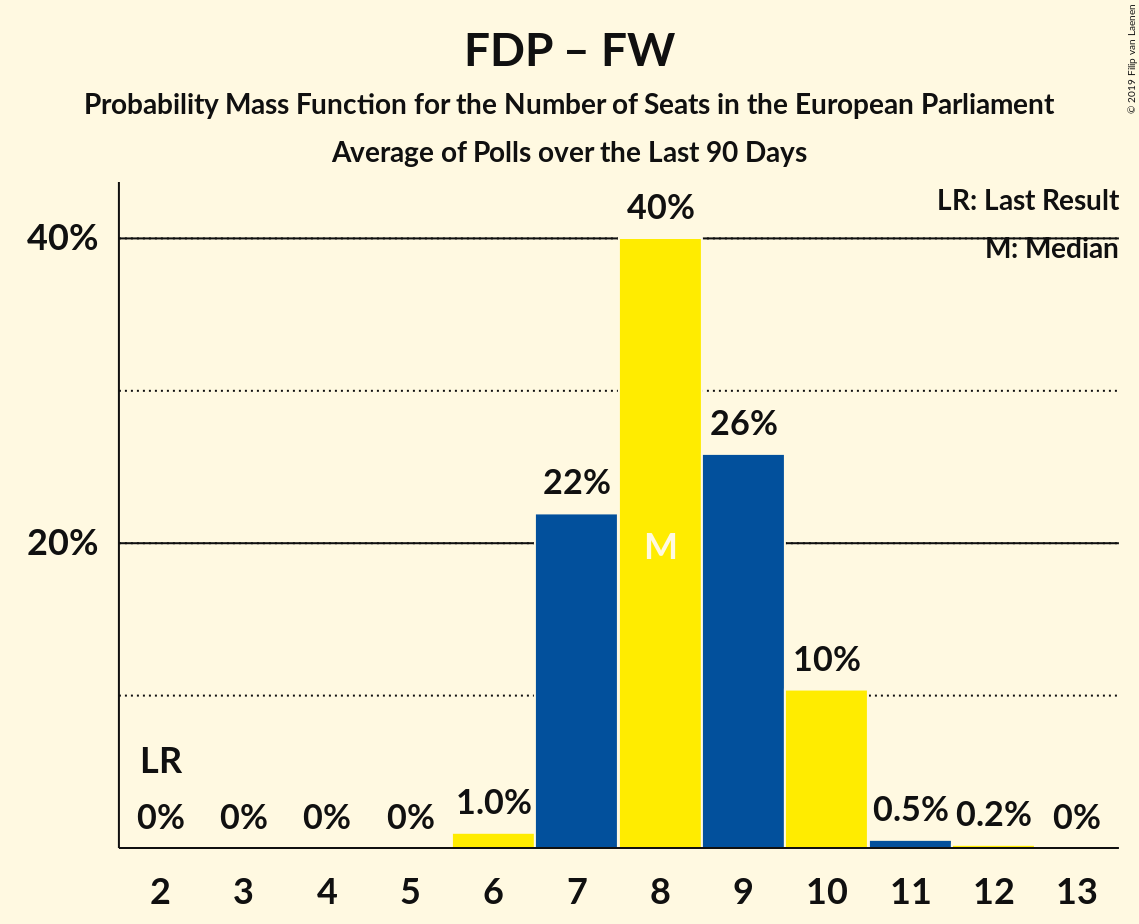 FDP – FW
Probability Mass Function for the Number of Seats in the European Parliament
Average of Polls over the Last 90 Days
© 2019 Filip van Laenen
LR: Last Result
M: Median
40%
20%
LR
0%
0%
0%
0%
1.0%
22%
40%
M
26%
10%
0.5%
0.2%
0%
2 3 4 5 6 7 8 9 10 11 12 13